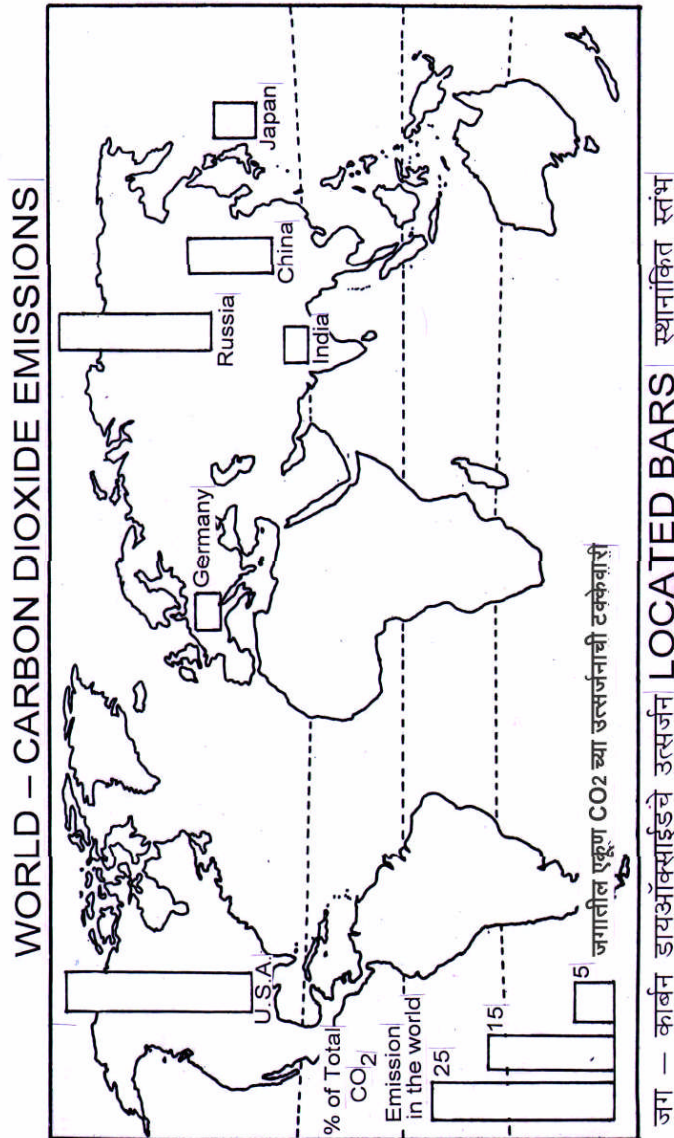 WORLD – CARBON DIOXIDE EMISSIONS
Russia
Japan
China
Germany
India
U.S.A.
% of Total
CO2
Emission
in the world
25
15
5
जगातील एकूण CO2 च्या उत्सर्जनाची टक्केवारी
जग – कार्बन डायऑक्साईडचे उत्सर्जन LOCATED BARS स्थानांकित स्तंभ